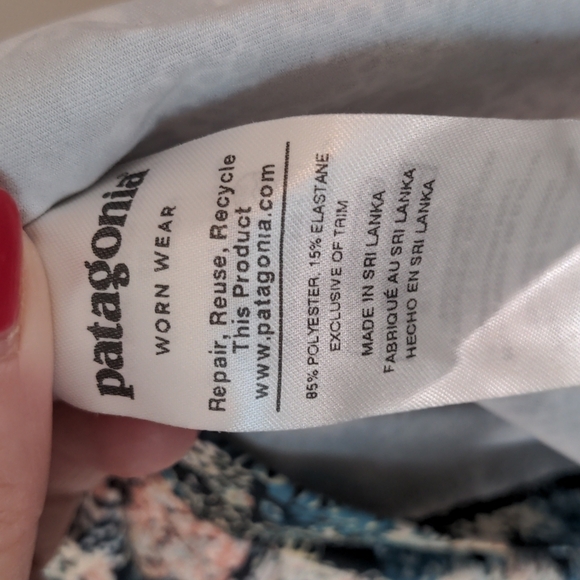 patagonia
WORN WEAR
Repair, Reuse, Recycle
This Product
www.patagonia.com
85% POLYESTER, 15% ELASTANE
EXCLUSIVE OF TRIM
MADE IN SRI LANKA
FABRIQUÉ AU SRI LANKA
HECHO EN SRI LANKA